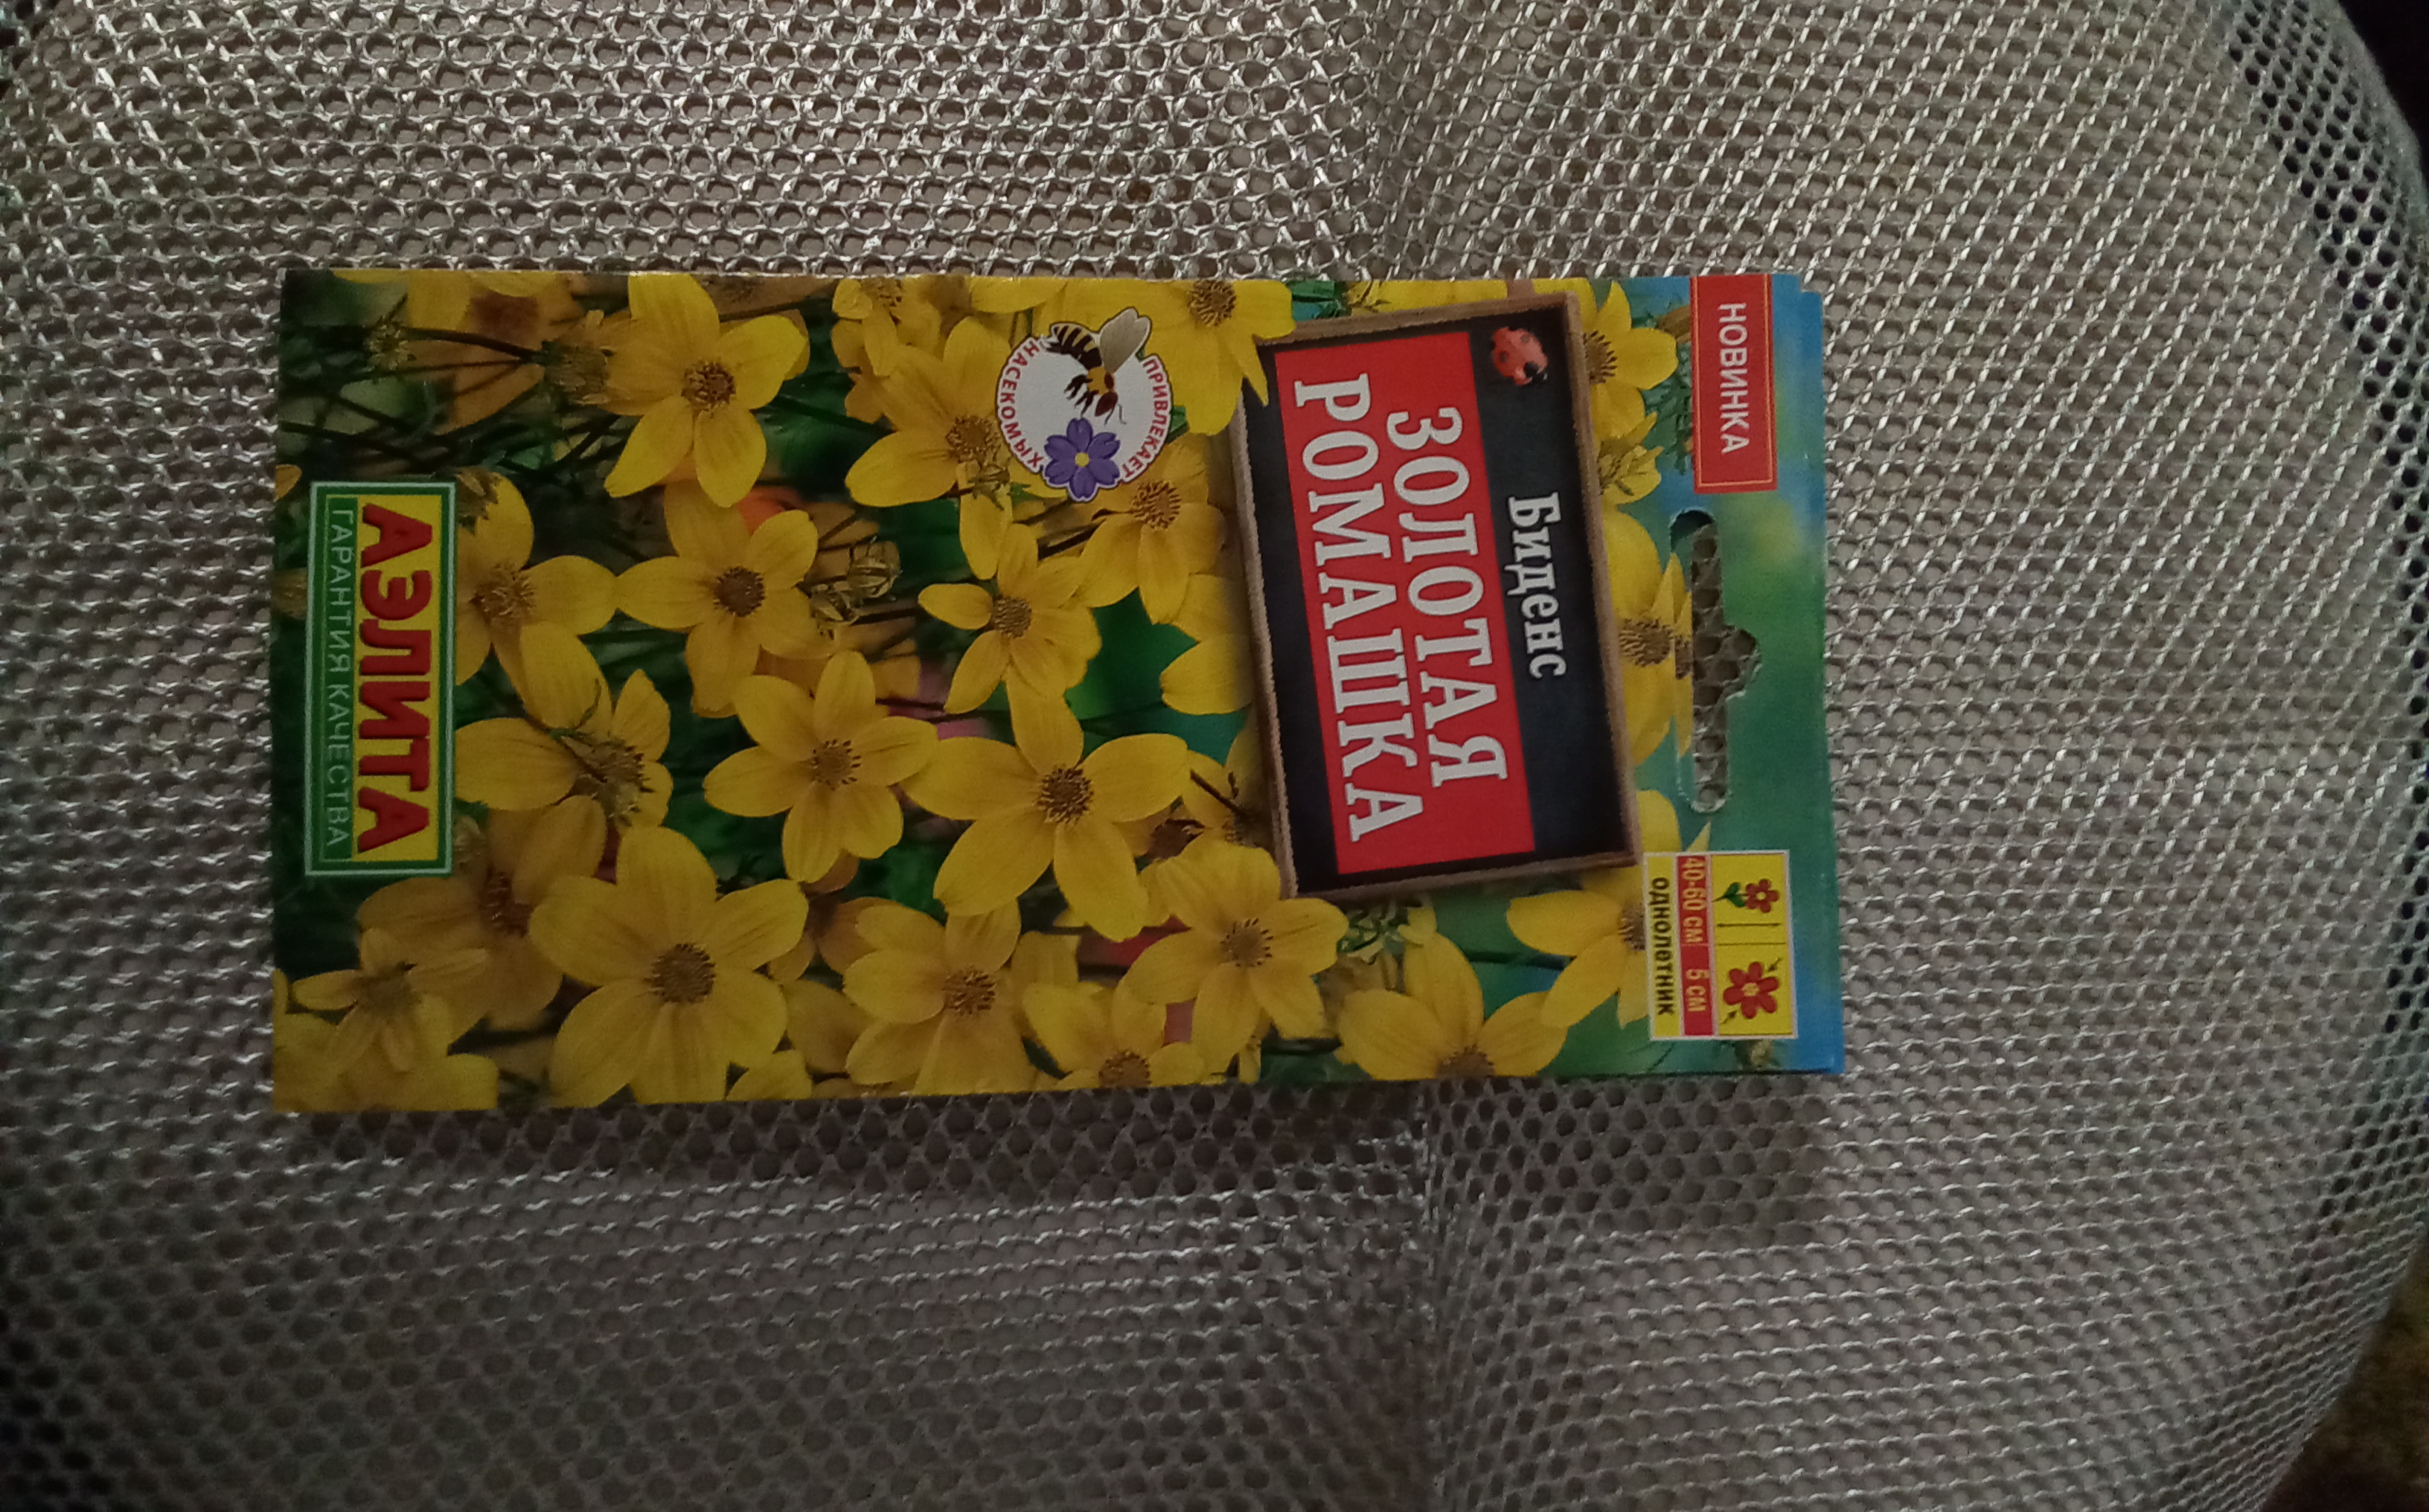 НОВИНКА
40-60 см 5 см
однолетник
Биденс
ЗОЛОТАЯ
РОМАШКА
ПРИВЛЕКАЕТ
НАСЕКОМЫХ
АЭЛИТА
ГАРАНТИЯ КАЧЕСТВА